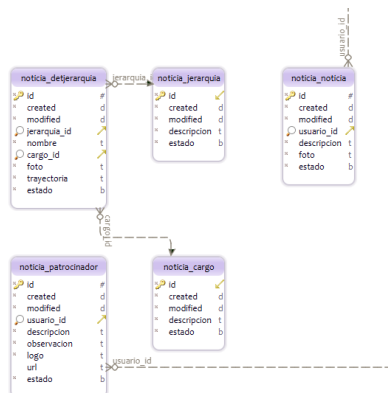 usuario_id
noticia_detjerarquia
id #
created d
modified d
jerarquia_id
nombre t
cargo_id
foto t
trayectoria t
estado b
jerarquia_
noticia_jerarquia
id
created d
modified d
descripcion t
estado b
noticia_noticia
id #
created d
modified d
usuario_id
descripcion t
foto t
estado b
cargo_id
noticia_patrocinador
id #
created d
modified d
usuario_id
descripcion t
observacion t
logo t
url t
estado b
noticia_cargo
id
created d
modified d
descripcion t
estado b
usuario_id